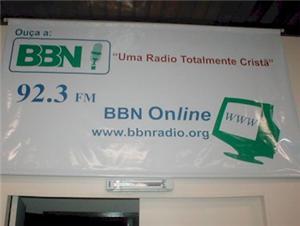 Ouça a:
BBN
"Uma Radio Totalmente Cristã"
92.3 FM
BBN Online
www.bbnradio.org
WWW